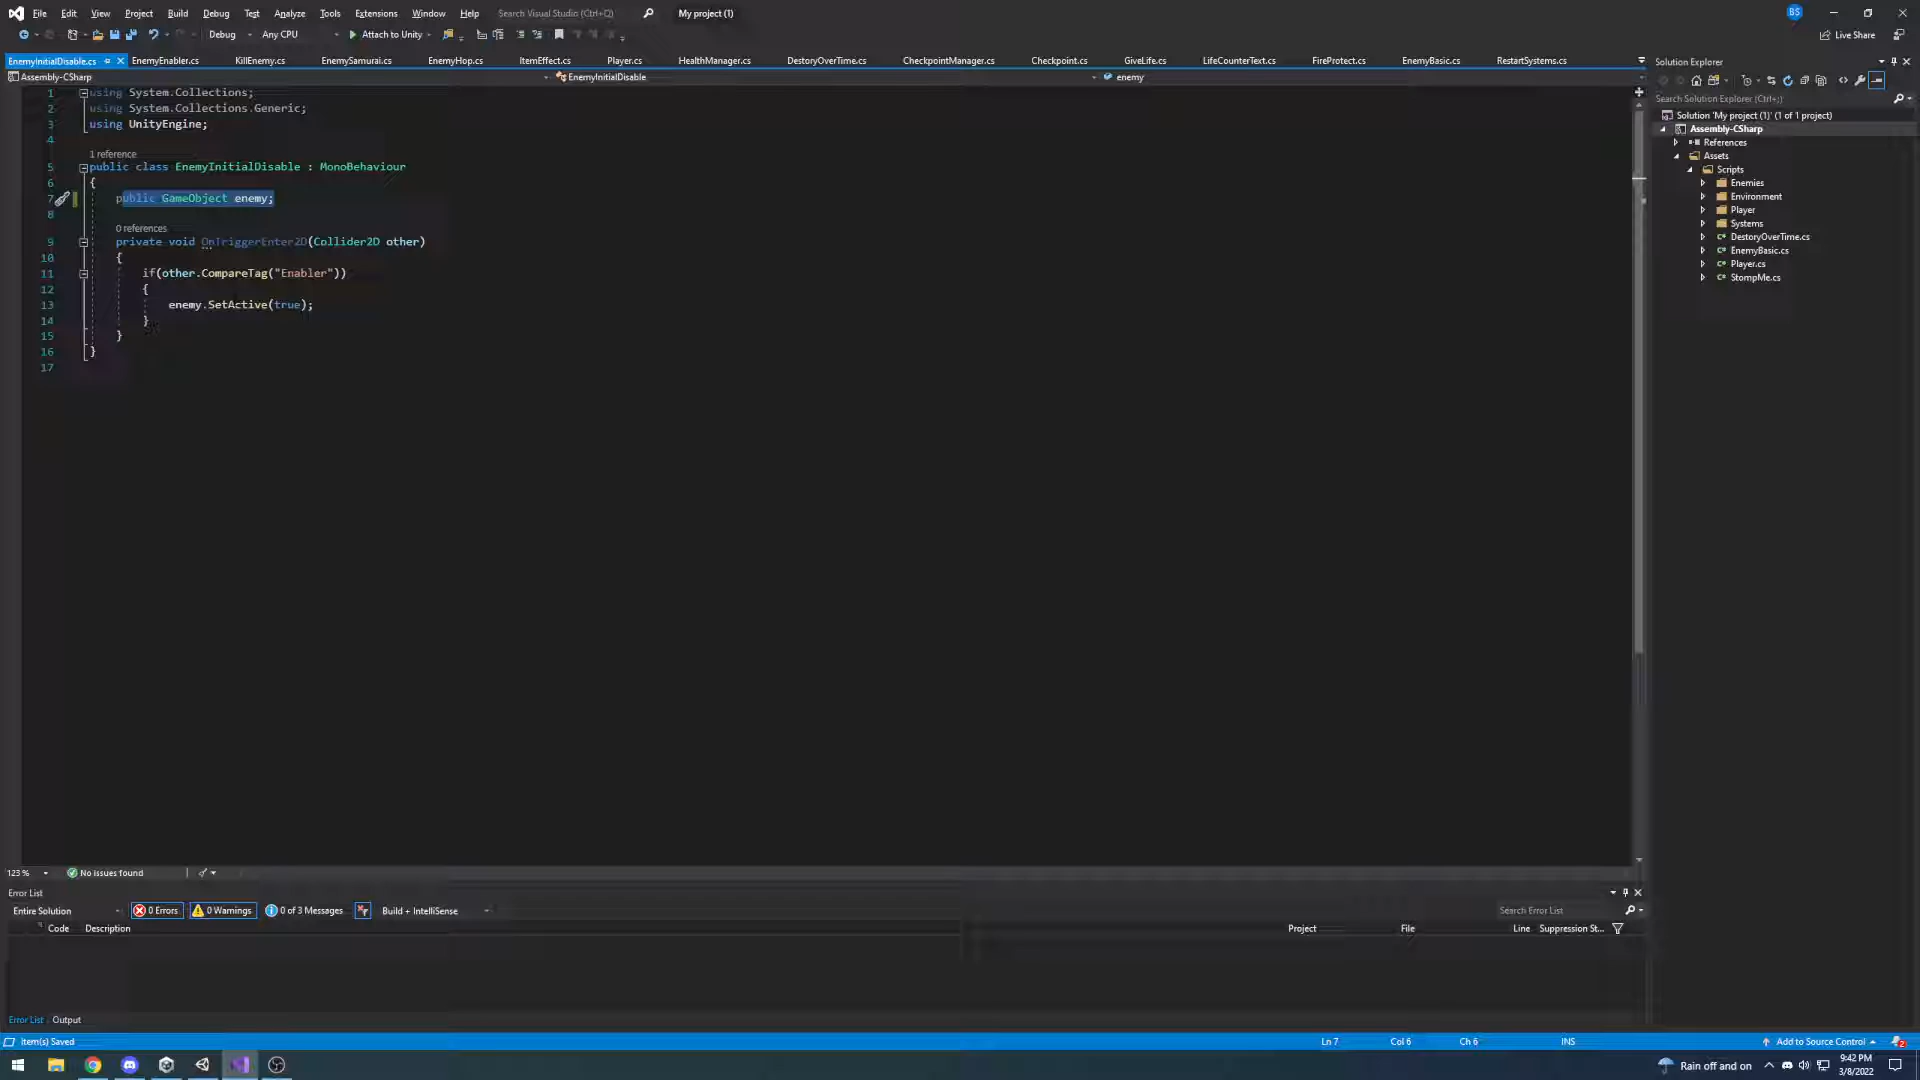 File Edit View Project Build Debug Test Analyze Tools Extensions Window Help Search Visual Studio (Ctrl+Q) My project (1) BS
Debug Any CPU Attach to Unity Live Share
EnemyInitialDisable.cs EnemyEnabler.cs KillEnemy.cs EnemySamurai.cs EnemyHop.cs ItemEffect.cs Player.cs HealthManager.cs DestoryOverTime.cs CheckpointManager.cs Checkpoint.cs GiveLife.cs LifeCounterText.cs FireProtect.cs EnemyBasic.cs RestartSystems.cs
Assembly-CSharp EnemyInitialDisable enemy
1 using System.Collections;
2 using System.Collections.Generic;
3 using UnityEngine;
4
1 reference
5 public class EnemyInitialDisable : MonoBehaviour
6 {
7 public GameObject enemy;
8
0 references
9 private void OnTriggerEnter2D(Collider2D other)
10 {
11 if(other.CompareTag("Enabler"))
12 {
13 enemy.SetActive(true);
14 }
15 }
16 }
17
Solution Explorer
Search Solution Explorer (Ctrl+;)
Solution 'My project (1)' (1 of 1 project)
Assembly-CSharp
References
Assets
Scripts
Enemies
Environment
Player
Systems
DestoryOverTime.cs
EnemyBasic.cs
Player.cs
StompMe.cs
123 % No issues found
Error List
Entire Solution 0 Errors 0 Warnings 0 of 3 Messages Build + IntelliSense Search Error List
Code Description Project File Line Suppression St...
Error List Output
Item(s) Saved Ln 7 Col 6 Ch 6 INS Add to Source Control 2
Rain off and on 9:42 PM
3/8/2022